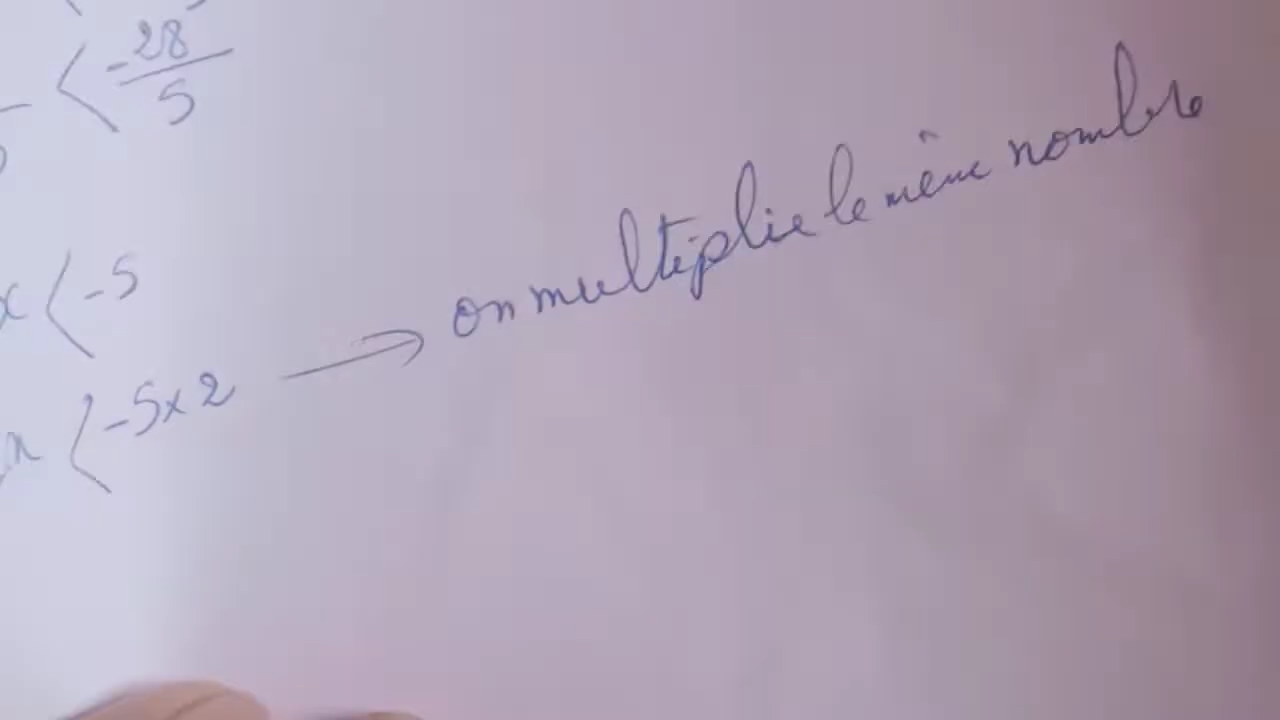 < -28
5
x < -5
x < -5x2 → on multiplie le même nombre